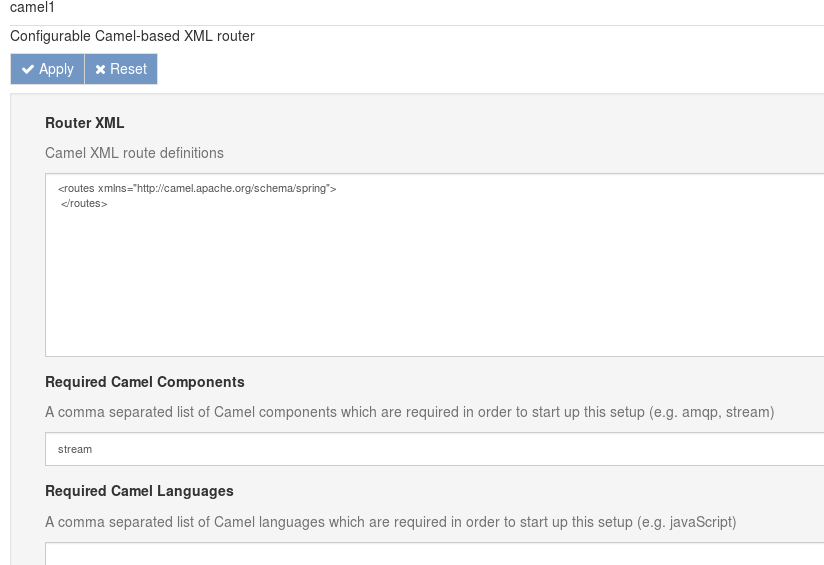 camel1
Configurable Camel-based XML router
Apply
Reset
Router XML
Camel XML route definitions
<routes xmlns="http://camel.apache.org/schema/spring">
</routes>
Required Camel Components
A comma separated list of Camel components which are required in order to start up this setup (e.g. amqp, stream)
stream
Required Camel Languages
A comma separated list of Camel languages which are required in order to start up this setup (e.g. javaScript)